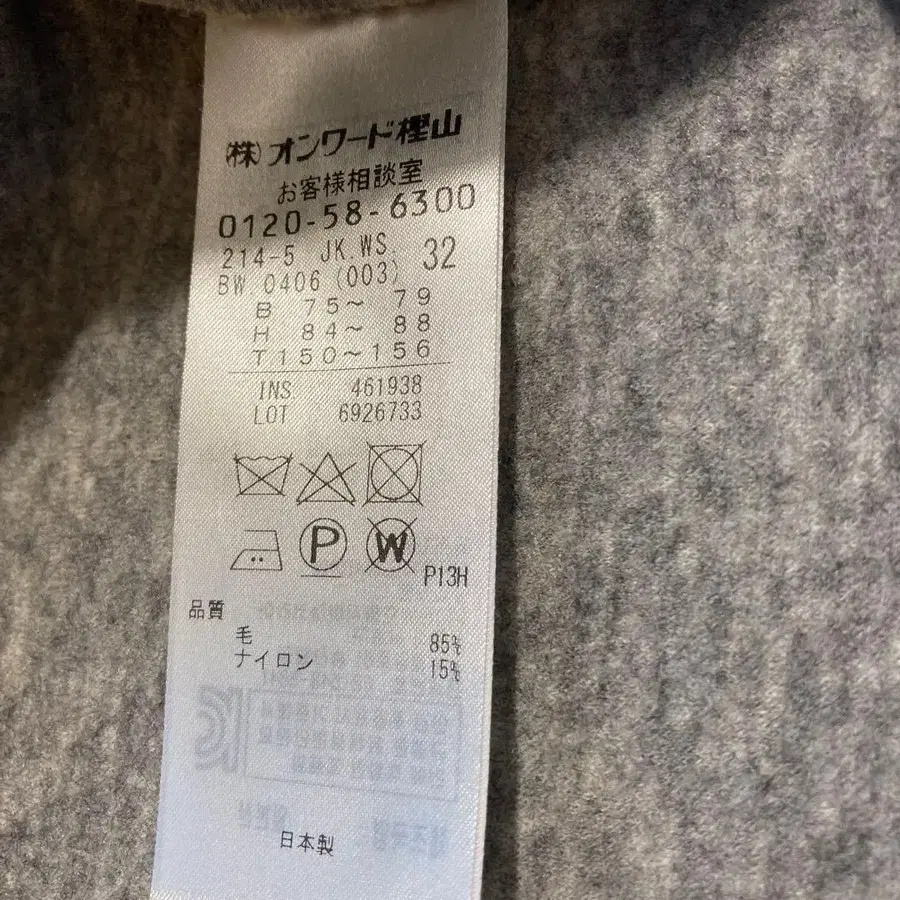 (株)オンワード樫山
お客様相談室
0120-58-6300
214-5 JK.WS. 32
BW 0406 (003)
B 75～ 79
H 84～ 88
T150～156
INS. 461938
LOT 6926733
P
W
P13H
品質
毛 85%
ナイロン 15%
日本製